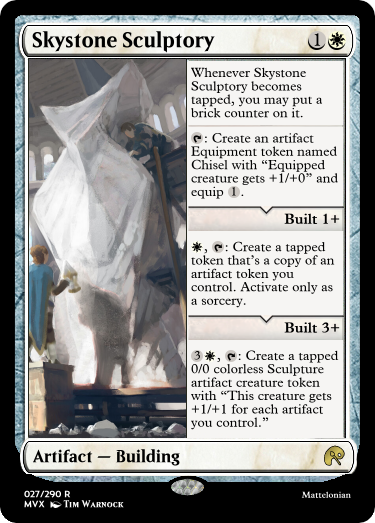 Skystone Sculptory 1
Whenever Skystone
Sculptory becomes
tapped, you may put a
brick counter on it.
: Create an artifact
Equipment token named
Chisel with “Equipped
creature gets +1/+0” and
equip 1.
Built 1+
, : Create a tapped
token that’s a copy of an
artifact token you
control. Activate only as
a sorcery.
Built 3+
3, : Create a tapped
0/0 colorless Sculpture
artifact creature token
with “This creature gets
+1/+1 for each artifact
you control.”
Artifact — Building
027/290 R
MVX Tim Warnock
Mattelonian